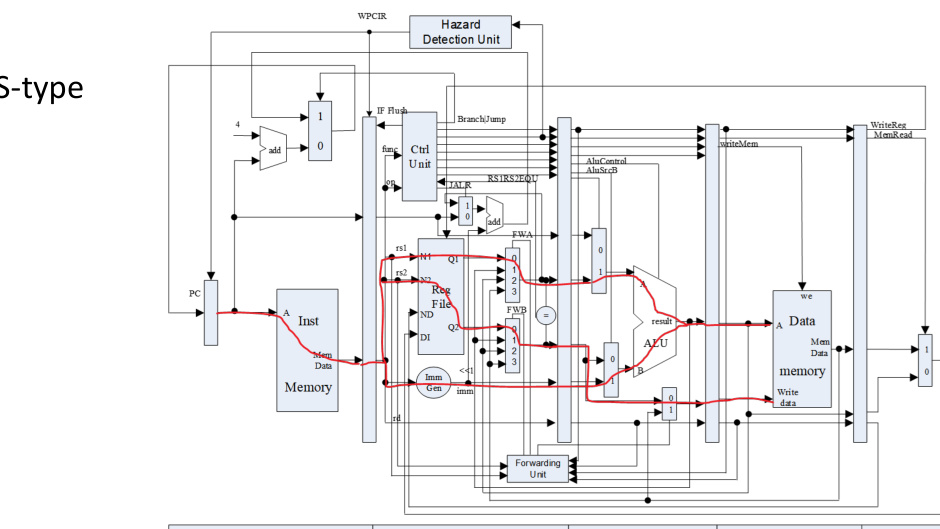 S-type
WPCIR
Hazard
Detection Unit
IF Flush
Branch|Jump
1
0
4
add
func
Ctrl
Unit
op
WriteReg
MemRead
writeMem
AluControl
AluSrcB
RS1RS2EQU
JALR
1
0
add
rs1
rs2
N1
N2
Q1
Reg
File
ND
DI
Q2
FWA
0
1
2
3
FWB
0
1
2
3
=
0
1
A
result
ALU
B
0
1
PC
A
Inst
Mem
Data
Memory
Imm
Gen
<<1
imm
rd
0
1
we
A
Data
Mem
Data
memory
Write
data
1
0
Forwarding
Unit